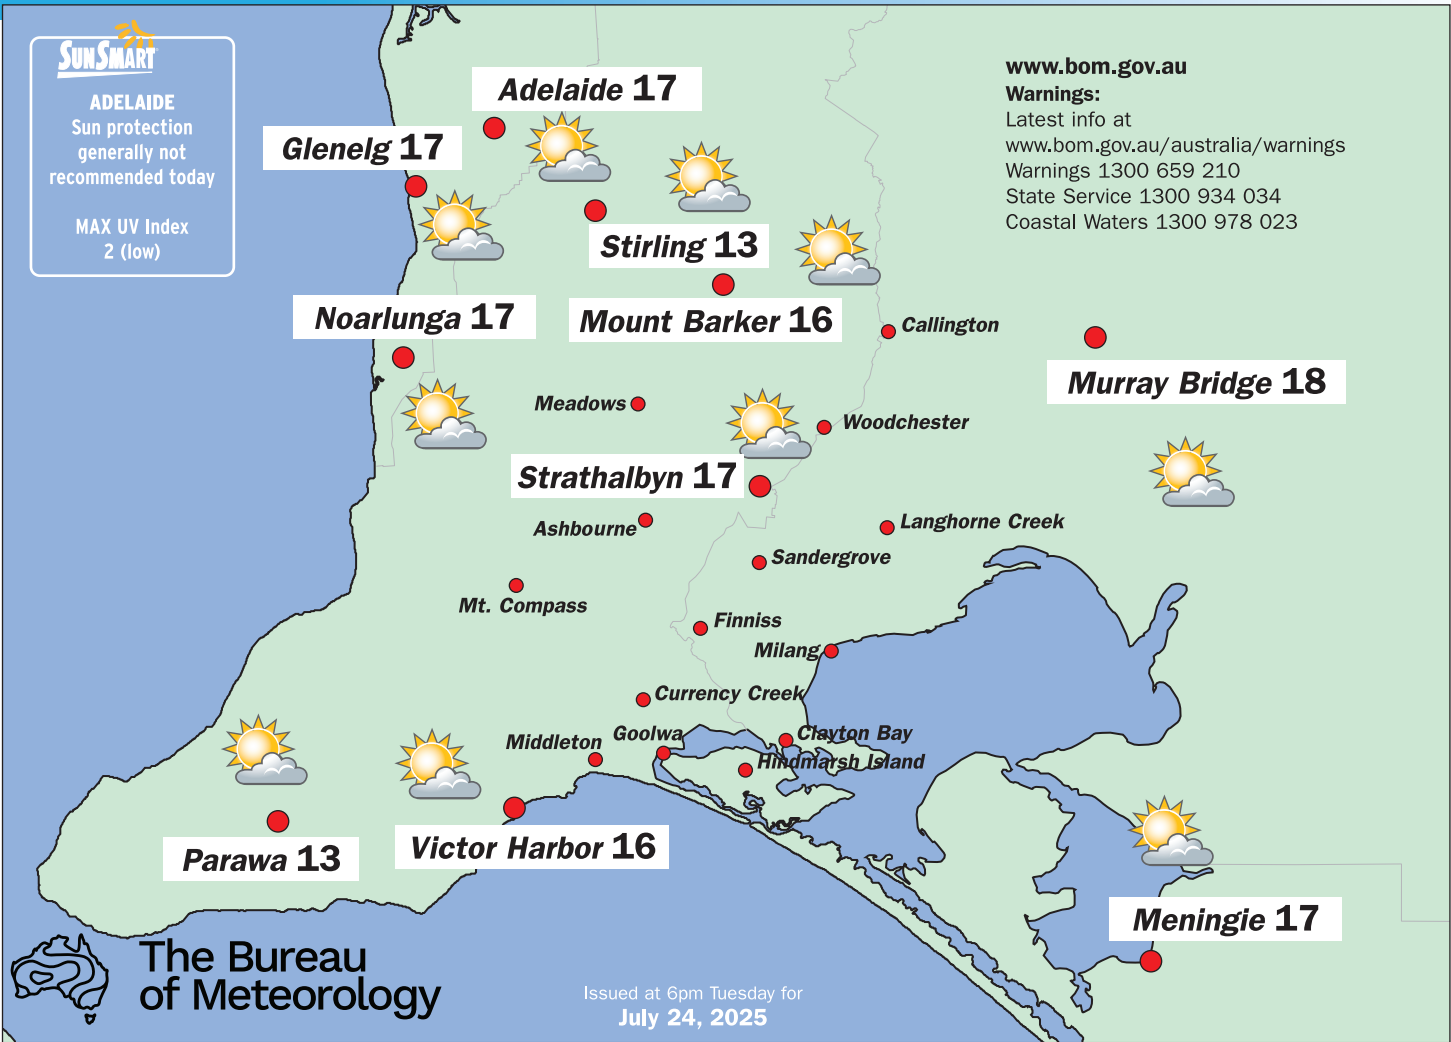 SUNSMART
ADELAIDE
Sun protection
generally not
recommended today
MAX UV Index
2 (low)
www.bom.gov.au
Warnings:
Latest info at
www.bom.gov.au/australia/warnings
Warnings 1300 659 210
State Service 1300 934 034
Coastal Waters 1300 978 023
Adelaide 17
Glenelg 17
Stirling 13
Noarlunga 17
Mount Barker 16
Callington
Murray Bridge 18
Meadows
Woodchester
Strathalbyn 17
Ashbourne
Langhorne Creek
Sandergrove
Mt. Compass
Finniss
Milang
Currency Creek
Middleton
Goolwa
Clayton Bay
Hindmarsh Island
Parawa 13
Victor Harbor 16
Meningie 17
The Bureau
of Meteorology
Issued at 6pm Tuesday for
July 24, 2025